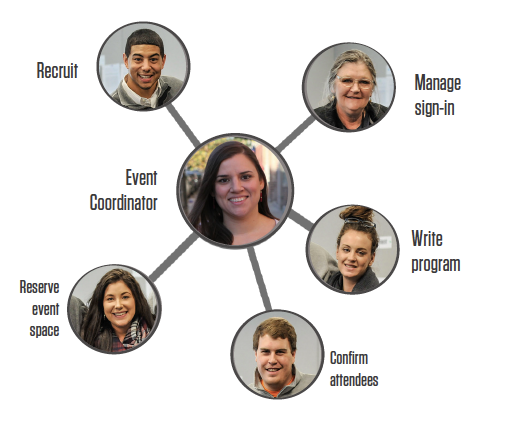 Recruit
Manage
sign-in
Event
Coordinator
Write
program
Reserve
event
space
Confirm
attendees